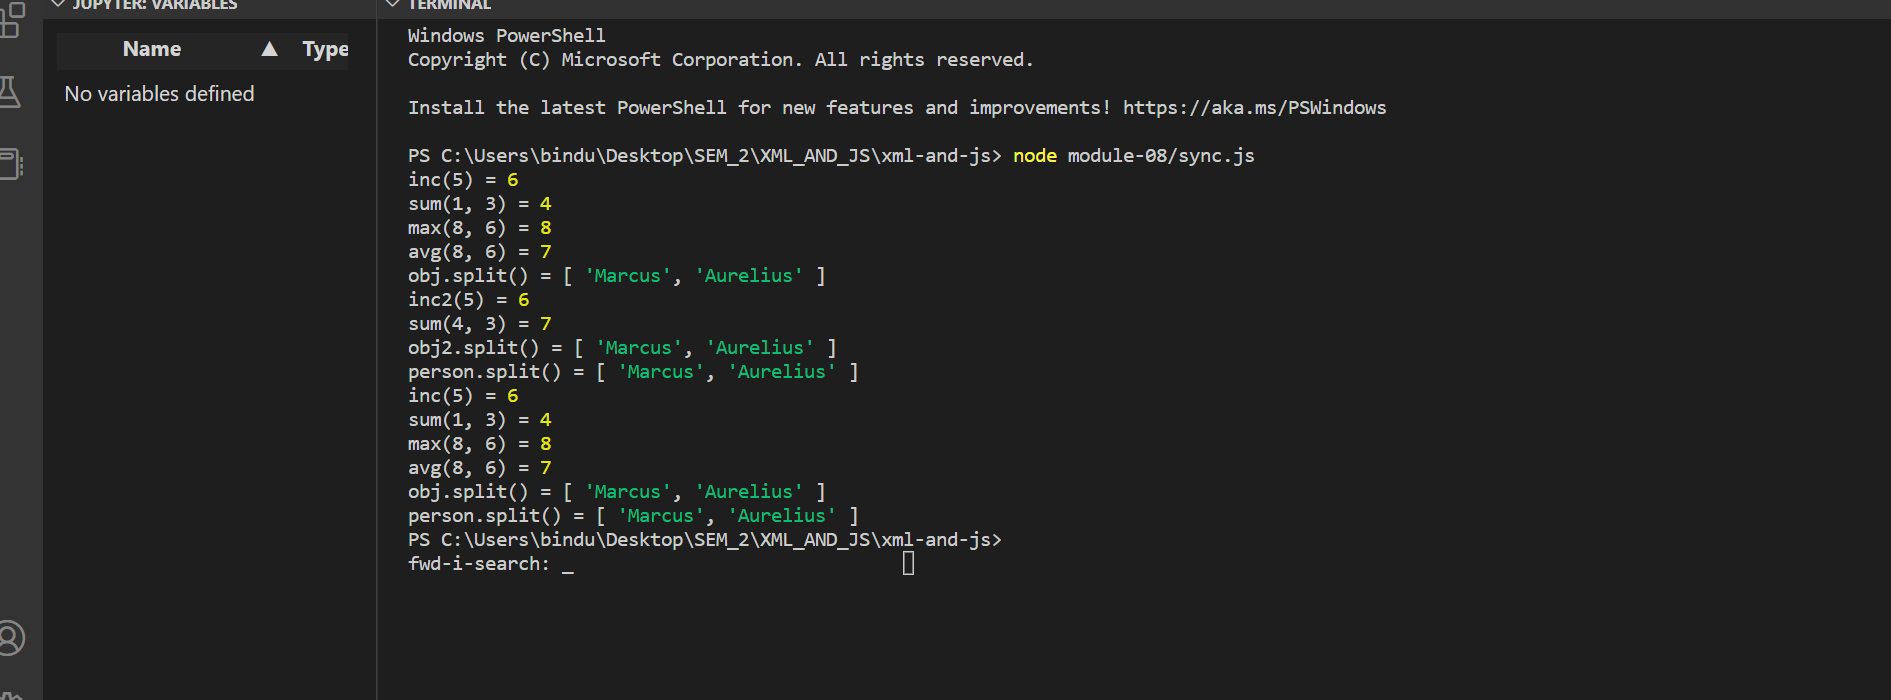 JUPYTER: VARIABLES
Name ▲ Type
No variables defined
TERMINAL
Windows PowerShell
Copyright (C) Microsoft Corporation. All rights reserved.
Install the latest PowerShell for new features and improvements! https://aka.ms/PSWindows
PS C:\Users\bindu\Desktop\SEM_2\XML_AND_JS\xml-and-js> node module-08/sync.js
inc(5) = 6
sum(1, 3) = 4
max(8, 6) = 8
avg(8, 6) = 7
obj.split() = [ 'Marcus', 'Aurelius' ]
inc2(5) = 6
sum(4, 3) = 7
obj2.split() = [ 'Marcus', 'Aurelius' ]
person.split() = [ 'Marcus', 'Aurelius' ]
inc(5) = 6
sum(1, 3) = 4
max(8, 6) = 8
avg(8, 6) = 7
obj.split() = [ 'Marcus', 'Aurelius' ]
person.split() = [ 'Marcus', 'Aurelius' ]
PS C:\Users\bindu\Desktop\SEM_2\XML_AND_JS\xml-and-js>
fwd-i-search: _